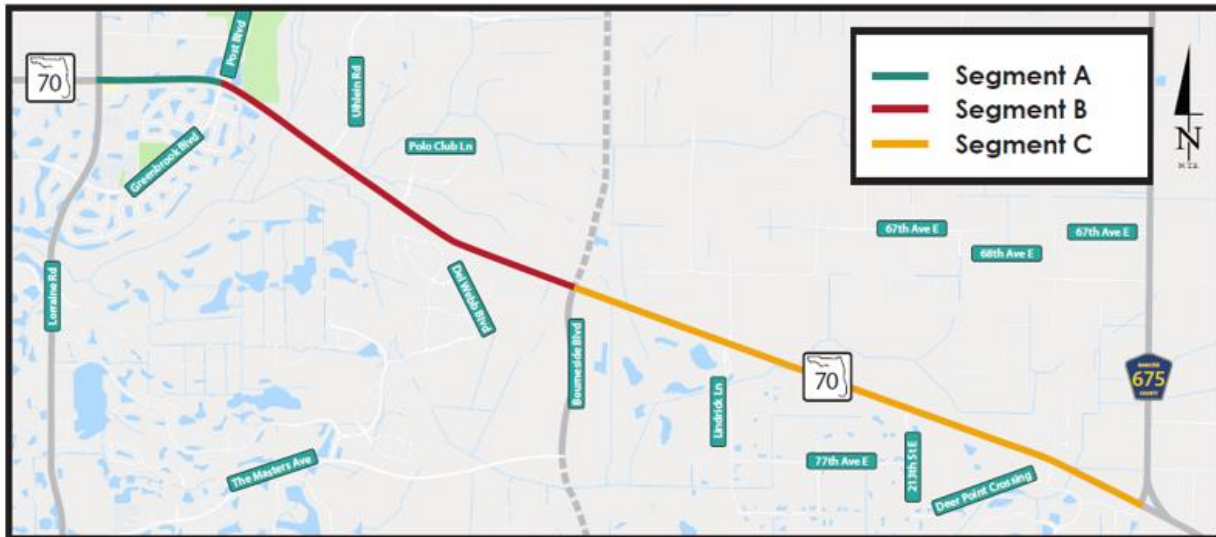 70
Post Blvd
Uihlein Rd
Segment A
Segment B
Segment C
N
Greenbrook Blvd
Polo Club Ln
67th Ave E
67th Ave E
68th Ave E
Lorraine Rd
Del Webb Blvd
Bourneside Blvd
70
MANATEE
675
COUNTY
Lindrick Ln
The Masters Ave
77th Ave E
213th St E
Deer Point Crossing